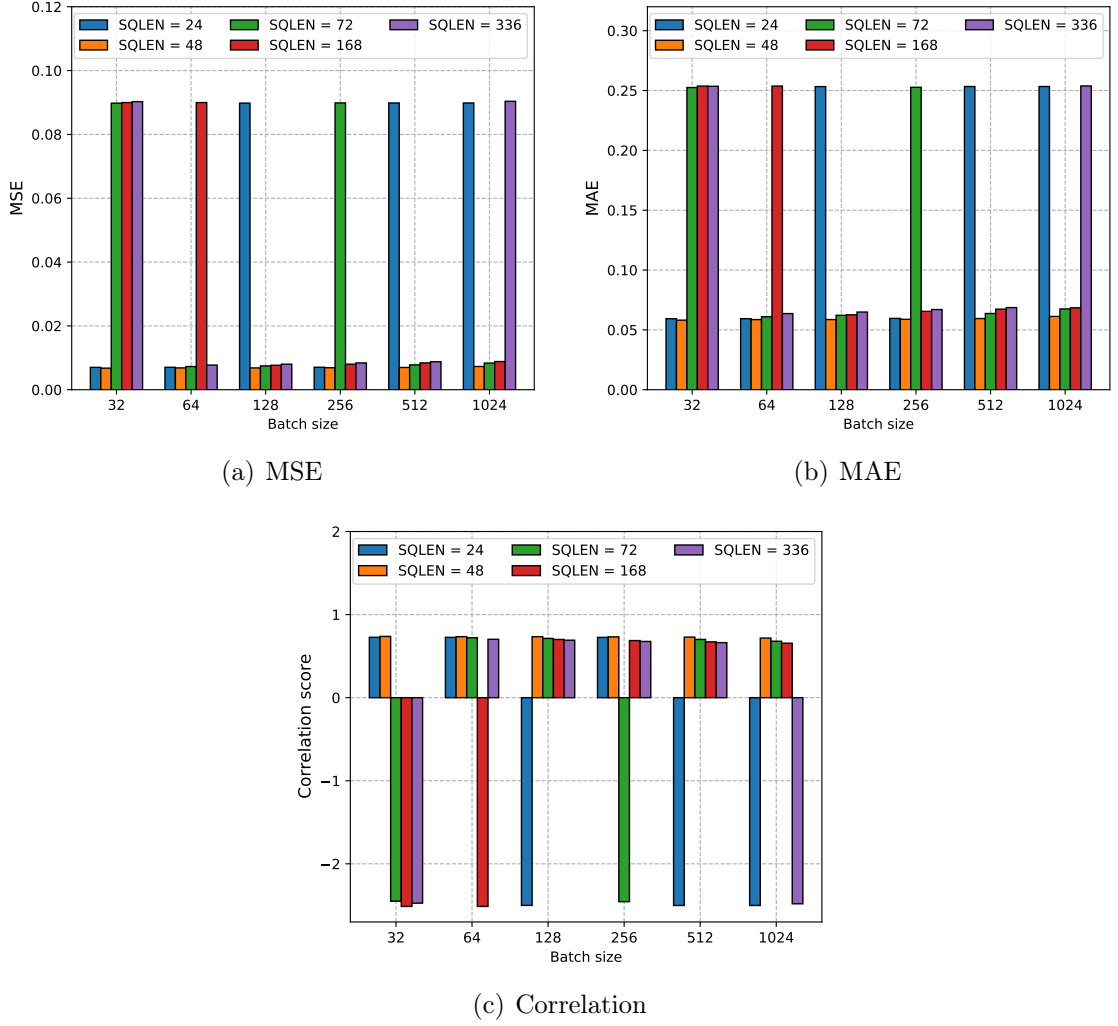 SQLEN = 24 SQLEN = 72 SQLEN = 336
SQLEN = 48 SQLEN = 168
0.12
0.10
0.08
0.06
0.04
0.02
0.00
MSE
32 64 128 256 512 1024
Batch size
(a) MSE
SQLEN = 24 SQLEN = 72 SQLEN = 336
SQLEN = 48 SQLEN = 168
0.30
0.25
0.20
0.15
0.10
0.05
0.00
MAE
32 64 128 256 512 1024
Batch size
(b) MAE
SQLEN = 24 SQLEN = 72 SQLEN = 336
SQLEN = 48 SQLEN = 168
2
1
0
−1
−2
Correlation score
32 64 128 256 512 1024
Batch size
(c) Correlation